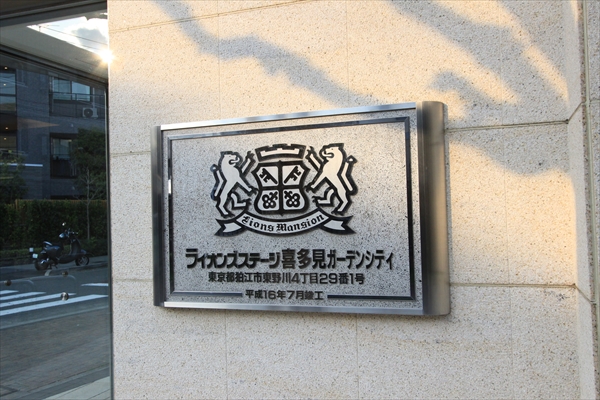 Lions Mansion
ライオンズステージ喜多見ガーデンシティ
東京都狛江市東野川4丁目29番1号
平成16年7月竣工